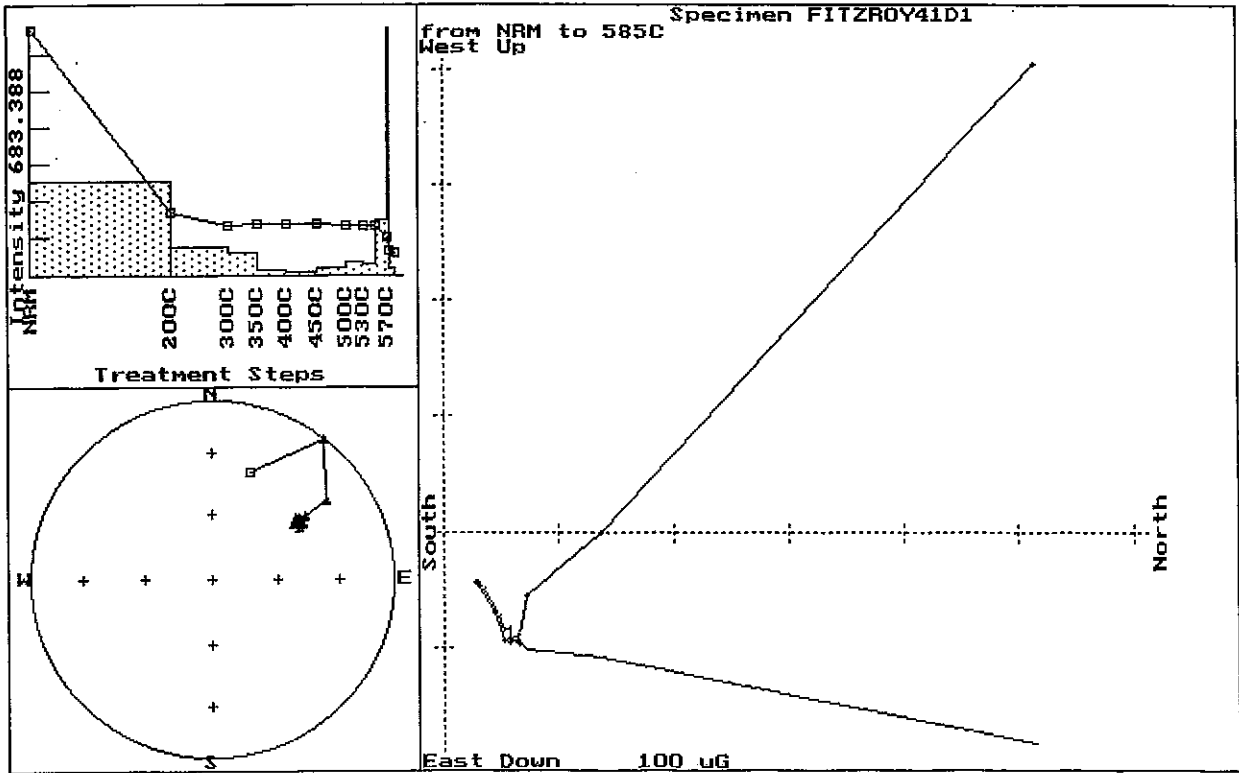 Specimen FITZROY41D1
from NRM to 585C
West Up
Intensity 683.388
NRM
200C
300C
350C
400C
450C
500C
530C
570C
Treatment Steps
N
W
E
S
South
North
East Down 100 uG